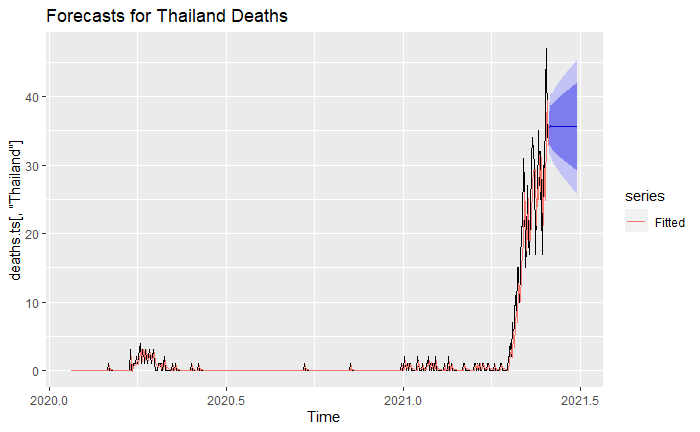 Forecasts for Thailand Deaths
deaths.ts[, "Thailand"]
40
30
20
10
0
2020.0 2020.5 2021.0 2021.5
Time
series
Fitted